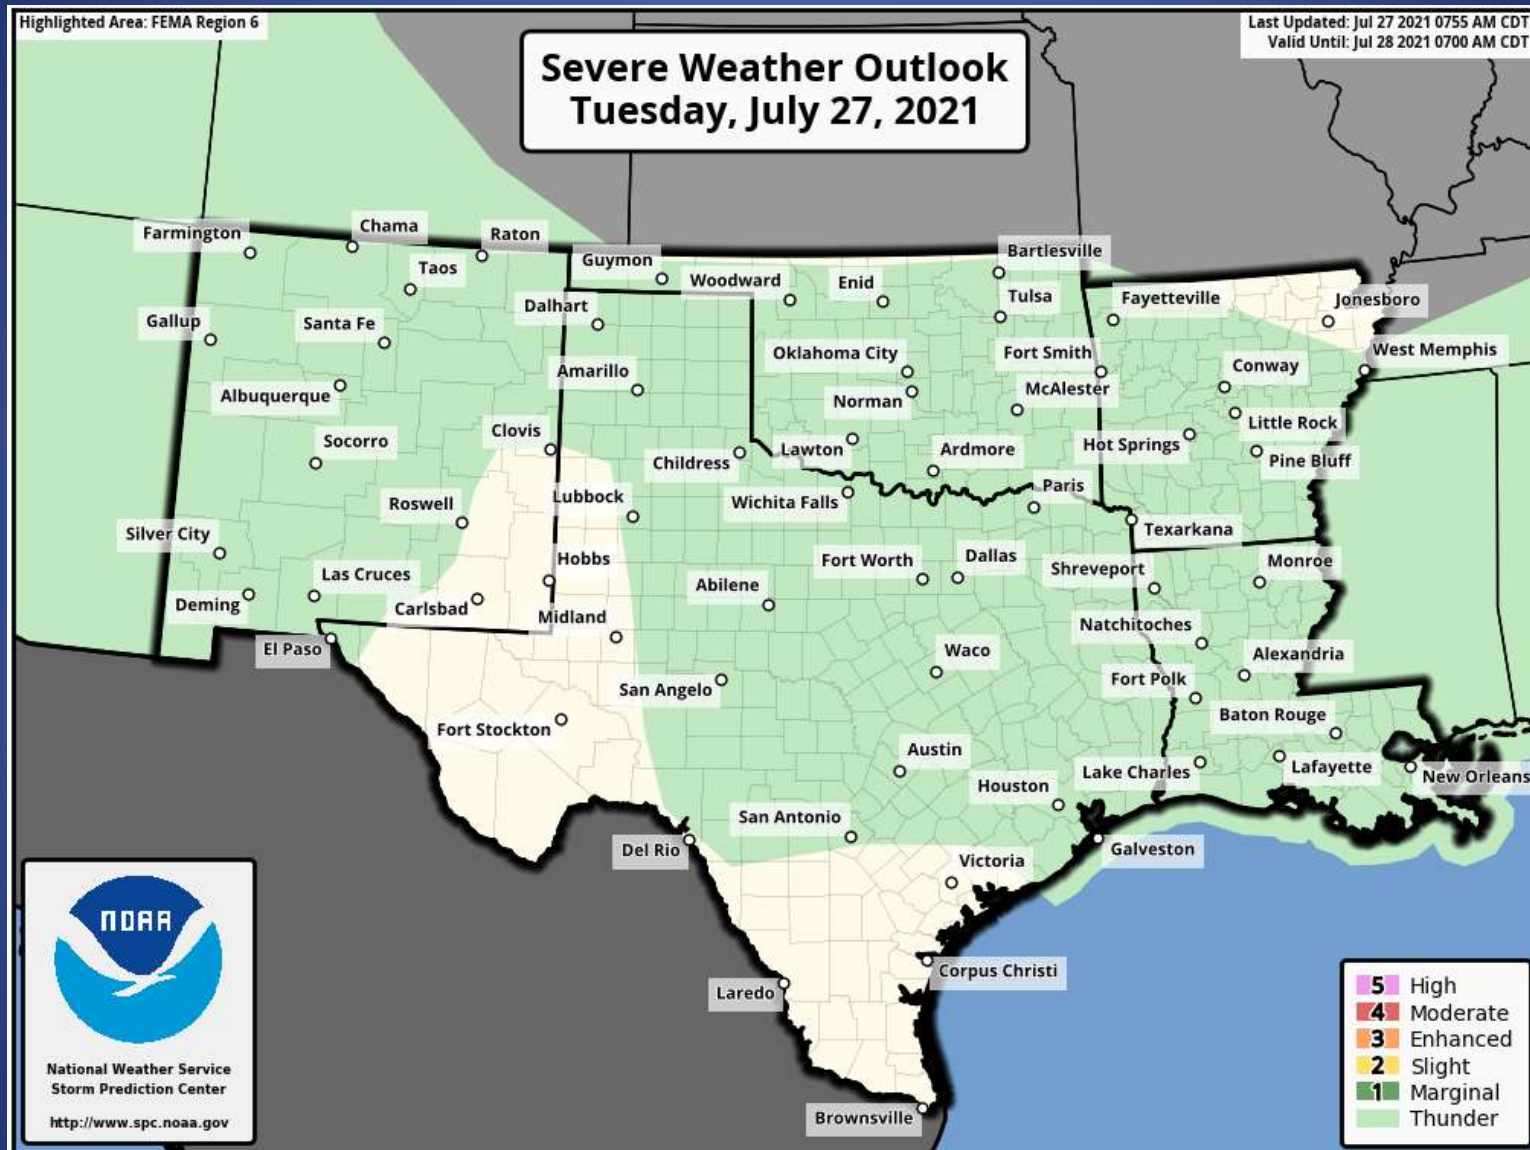 Highlighted Area: FEMA Region 6
Last Updated: Jul 27 2021 0755 AM CDT
Valid Until: Jul 28 2021 0700 AM CDT
Severe Weather Outlook
Tuesday, July 27, 2021
Farmington
Chama
Raton
Taos
Guymon
Woodward
Enid
Bartlesville
Tulsa
Fayetteville
Jonesboro
Gallup
Santa Fe
Dalhart
Oklahoma City
Fort Smith
Conway
West Memphis
Albuquerque
Amarillo
Norman
McAlester
Little Rock
Socorro
Clovis
Childress
Lawton
Ardmore
Hot Springs
Pine Bluff
Roswell
Lubbock
Wichita Falls
Paris
Texarkana
Silver City
Hobbs
Fort Worth
Dallas
Shreveport
Monroe
Las Cruces
Deming
Carlsbad
Midland
Abilene
Natchitoches
El Paso
San Angelo
Waco
Fort Polk
Alexandria
Fort Stockton
Baton Rouge
Austin
Houston
Lake Charles
Lafayette
New Orleans
San Antonio
Del Rio
Victoria
Galveston
Laredo
Corpus Christi
Brownsville
NOAA
National Weather Service
Storm Prediction Center
http://www.spc.noaa.gov
5 High
4 Moderate
3 Enhanced
2 Slight
1 Marginal
Thunder